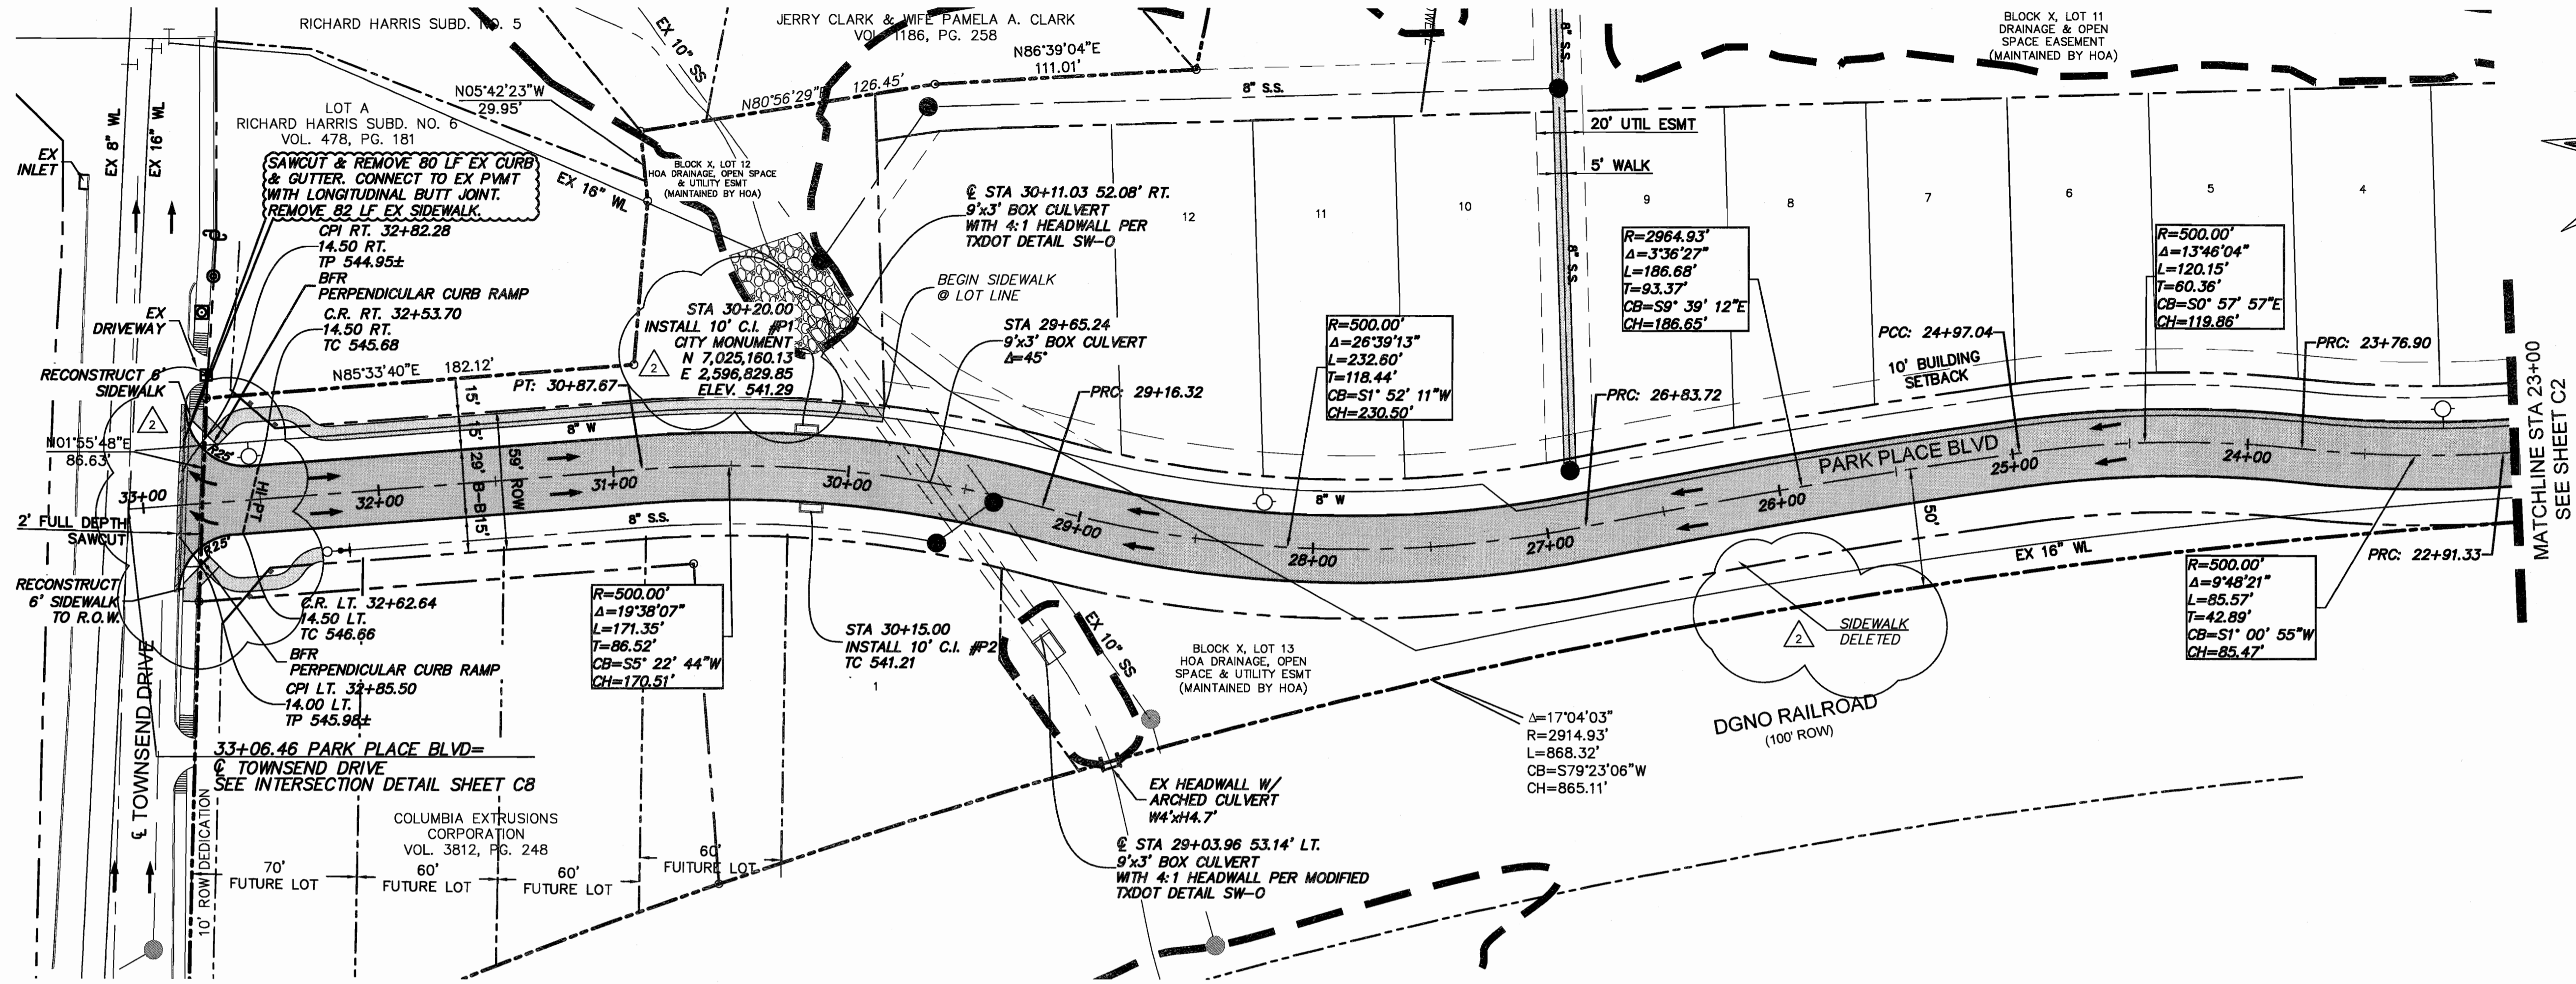 RICHARD HARRIS SUBD. NO. 5
JERRY CLARK & WIFE PAMELA A. CLARK
VOL. 1186, PG. 258
EX 10" SS
N86°39'04"E
111.01'
N80°56'29"E 126.45'
N05°42'23"W
29.95'
8" S.S.
8" S.S.
8" S.S.
BLOCK X, LOT 11
DRAINAGE & OPEN
SPACE EASEMENT
(MAINTAINED BY HOA)
EX 8" WL
EX 16" WL
EX
INLET
LOT A
RICHARD HARRIS SUBD. NO. 6
VOL. 478, PG. 181
SAWCUT & REMOVE 80 LF EX CURB
& GUTTER. CONNECT TO EX PVMT
WITH LONGITUDINAL BUTT JOINT.
REMOVE 82 LF EX SIDEWALK.
EX 16" WL
CPI RT. 32+82.28
14.50 RT.
TP 544.95±
BFR
PERPENDICULAR CURB RAMP
C.R. RT. 32+53.70
14.50 RT.
TC 545.68
BLOCK X, LOT 12
HOA DRAINAGE, OPEN SPACE
& UTILITY ESMT
(MAINTAINED BY HOA)
℄ STA 30+11.03 52.08' RT.
9'x3' BOX CULVERT
WITH 4:1 HEADWALL PER
TXDOT DETAIL SW-0
BEGIN SIDEWALK
@ LOT LINE
STA 30+20.00
INSTALL 10' C.I. #P1
CITY MONUMENT
N 7,025,160.13
E 2,596,829.85
ELEV. 541.29
2
STA 29+65.24
9'x3' BOX CULVERT
Δ=45°
20' UTIL ESMT
5' WALK
12
11
10
9
8
7
6
5
4
R=2964.93'
Δ=3°36'27"
L=186.68'
T=93.37'
CB=S9° 39' 12"E
CH=186.65'
R=500.00'
Δ=13°46'04"
L=120.15'
T=60.36'
CB=S0° 57' 57"E
CH=119.86'
R=500.00'
Δ=26°39'13"
L=232.60'
T=118.44'
CB=S1° 52' 11"W
CH=230.50'
EX
DRIVEWAY
RECONSTRUCT 6'
SIDEWALK
2
N85°33'40"E 182.12'
PT: 30+87.67
PRC: 29+16.32
PRC: 26+83.72
PCC: 24+97.04
PRC: 23+76.90
10' BUILDING
SETBACK
MATCHLINE STA 23+00
SEE SHEET C2
N01°55'48"E
86.63'
R25'
8" W
15'
15'
29' B-B
15'
59' ROW
HI-PT
33+00
32+00
31+00
30+00
29+00
28+00
27+00
26+00
25+00
24+00
PARK PLACE BLVD
8" W
50'
2' FULL DEPTH
SAWCUT
R25'
8" S.S.
EX 16" WL
PRC: 22+91.33
RECONSTRUCT
6' SIDEWALK
TO R.O.W.
C.R. LT. 32+62.64
14.50 LT.
TC 546.66
BFR
PERPENDICULAR CURB RAMP
CPI LT. 32+85.50
14.00 LT.
TP 545.98±
R=500.00'
Δ=19°38'07"
L=171.35'
T=86.52'
CB=S5° 22' 44"W
CH=170.51'
STA 30+15.00
INSTALL 10' C.I. #P2
TC 541.21
1
EX 10" SS
BLOCK X, LOT 13
HOA DRAINAGE, OPEN
SPACE & UTILITY ESMT
(MAINTAINED BY HOA)
2
SIDEWALK
DELETED
R=500.00'
Δ=9°48'21"
L=85.57'
T=42.89'
CB=S1° 00' 55"W
CH=85.47'
Δ=17°04'03"
R=2914.93'
L=868.32'
CB=S79°23'06"W
CH=865.11'
DGNO RAILROAD
(100' ROW)
℄ TOWNSEND DRIVE
33+06.46 PARK PLACE BLVD=
℄ TOWNSEND DRIVE
SEE INTERSECTION DETAIL SHEET C8
10' ROW DEDICATION
COLUMBIA EXTRUSIONS
CORPORATION
VOL. 3812, PG. 248
70'
FUTURE LOT
60'
FUTURE LOT
60'
FUTURE LOT
60'
FUITURE LOT
EX HEADWALL W/
ARCHED CULVERT
W4'xH4.7'
℄ STA 29+03.96 53.14' LT.
9'x3' BOX CULVERT
WITH 4:1 HEADWALL PER MODIFIED
TXDOT DETAIL SW-0